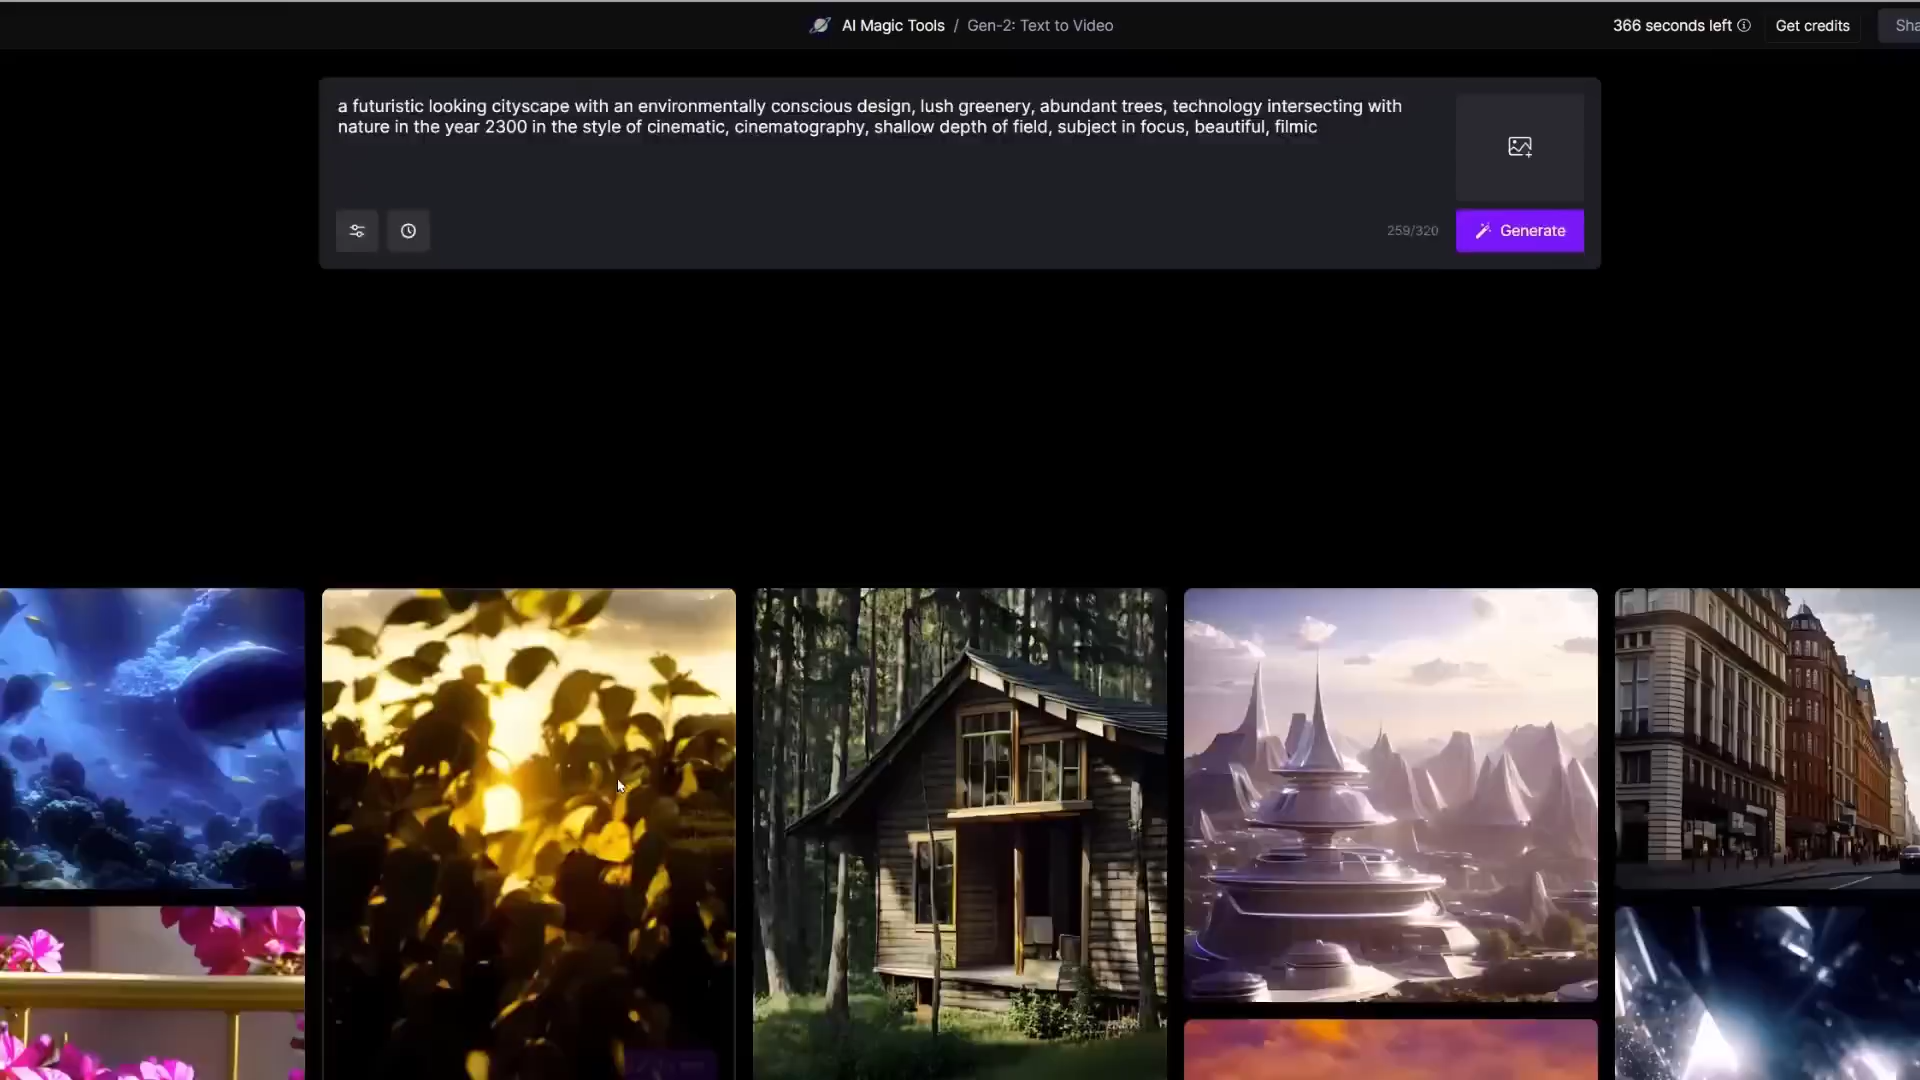 AI Magic Tools / Gen-2: Text to Video
366 seconds left
Get credits
Sha
a futuristic looking cityscape with an environmentally conscious design, lush greenery, abundant trees, technology intersecting with
nature in the year 2300 in the style of cinematic, cinematography, shallow depth of field, subject in focus, beautiful, filmic
259/320
Generate